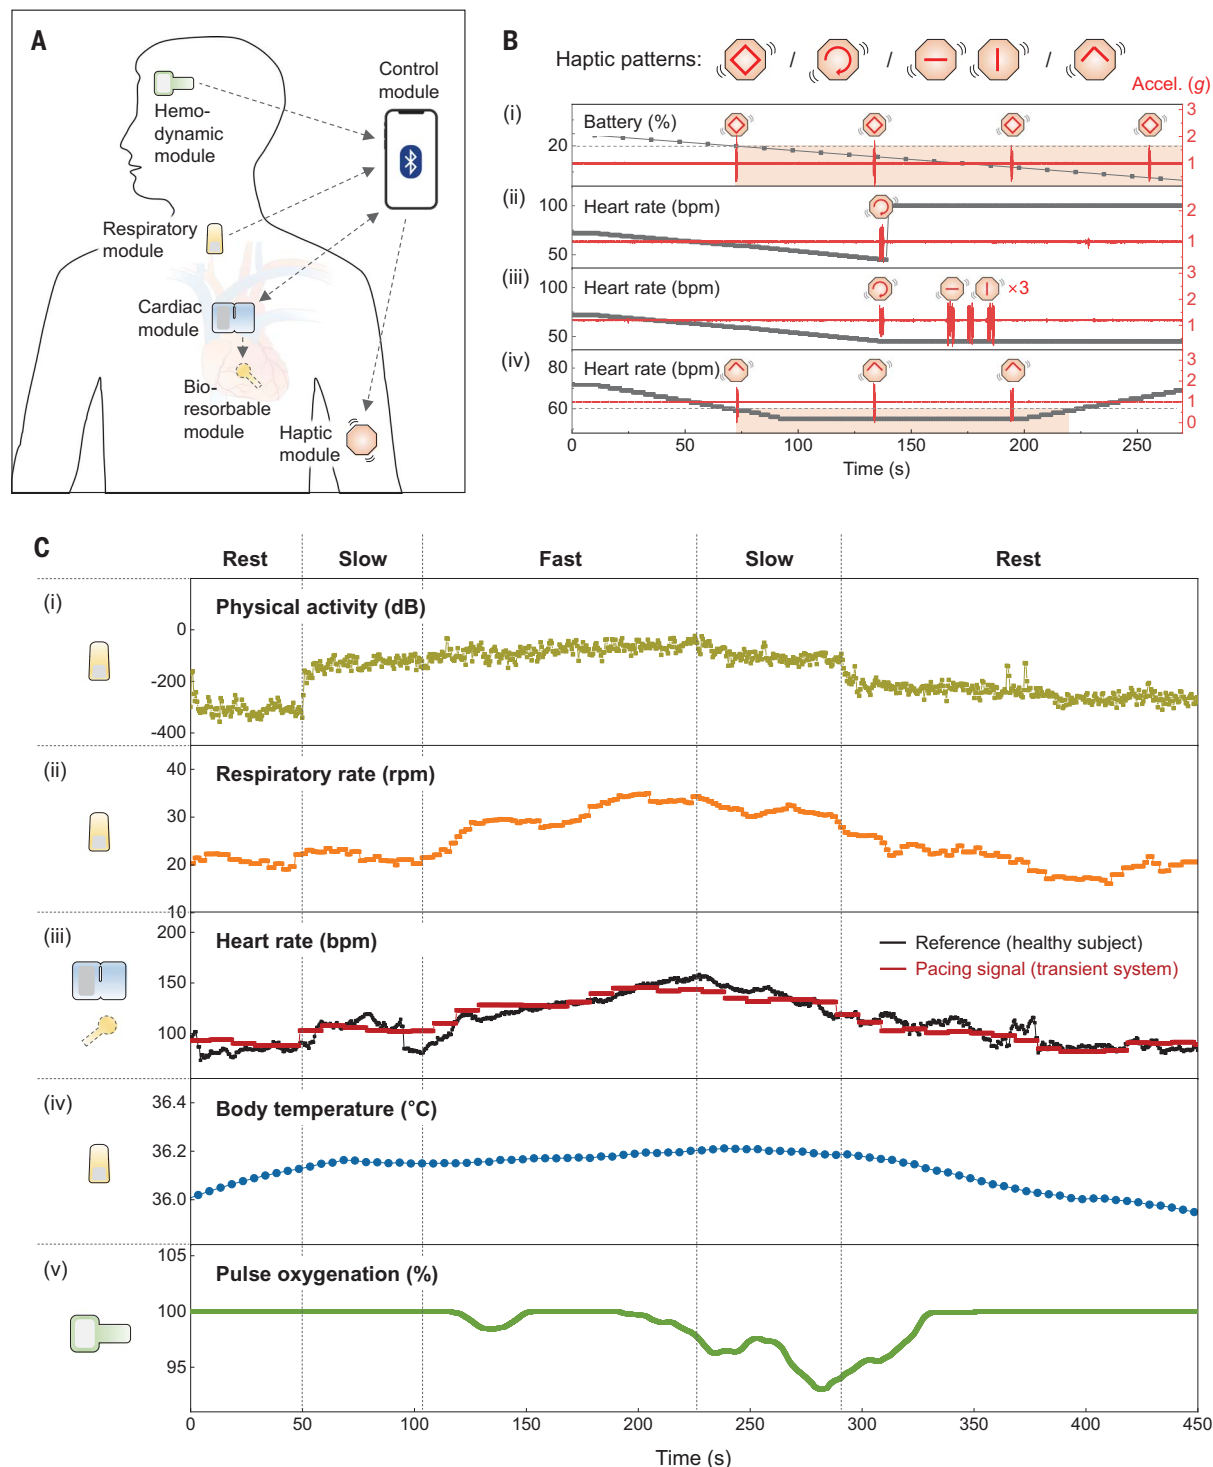 A
Control
module
Hemo-
dynamic
module
Respiratory
module
Cardiac
module
Bio-
resorbable
module
Haptic
module
B
Haptic patterns: / / /
Accel. (g)
(i)
Battery (%)
20
3
2
1
(ii)
Heart rate (bpm)
100
50
2
1
(iii)
Heart rate (bpm)
100
50
×3
3
2
1
(iv)
Heart rate (bpm)
80
60
3
2
1
0
0 50 100 150 200 250
Time (s)
C
Rest Slow Fast Slow Rest
(i)
Physical activity (dB)
0
-200
-400
(ii)
Respiratory rate (rpm)
40
30
20
10
(iii)
Heart rate (bpm)
200
150
100
Reference (healthy subject)
Pacing signal (transient system)
(iv)
Body temperature (°C)
36.4
36.2
36.0
(v)
Pulse oxygenation (%)
105
100
95
0 50 100 150 200 250 300 350 400 450
Time (s)